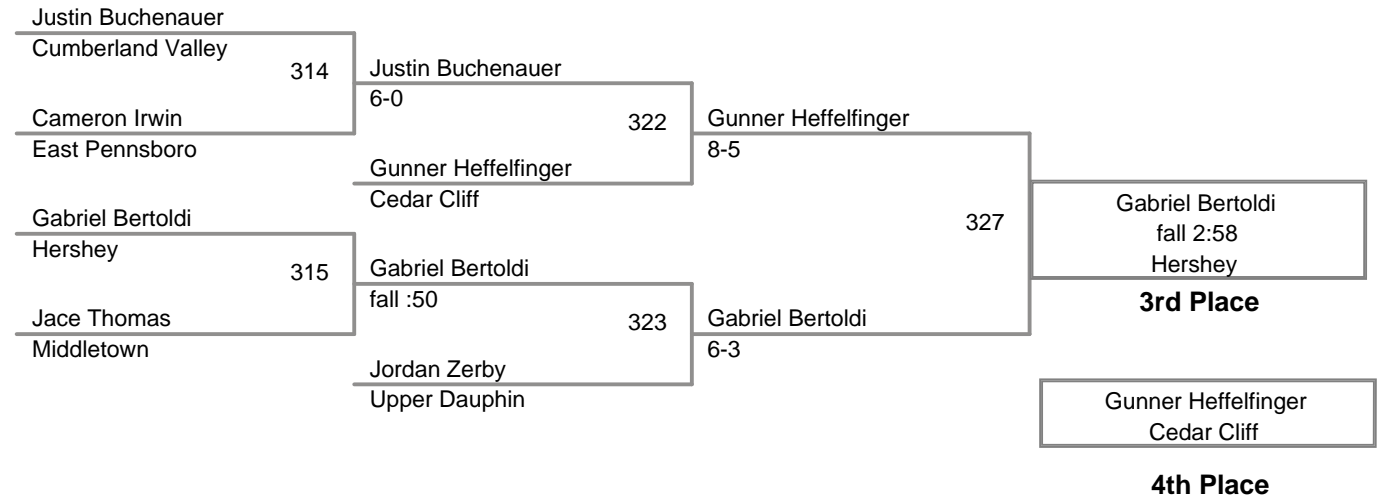 Justin Buchenauer
Cumberland Valley
314
Cameron Irwin
East Pennsboro
Gabriel Bertoldi
Hershey
315
Jace Thomas
Middletown
Justin Buchenauer
6-0
322
Gunner Heffelfinger
Cedar Cliff
Gabriel Bertoldi
fall :50
323
Jordan Zerby
Upper Dauphin
Gunner Heffelfinger
8-5
327
Gabriel Bertoldi
6-3
Gabriel Bertoldi
fall 2:58
Hershey
3rd Place
Gunner Heffelfinger
Cedar Cliff
4th Place